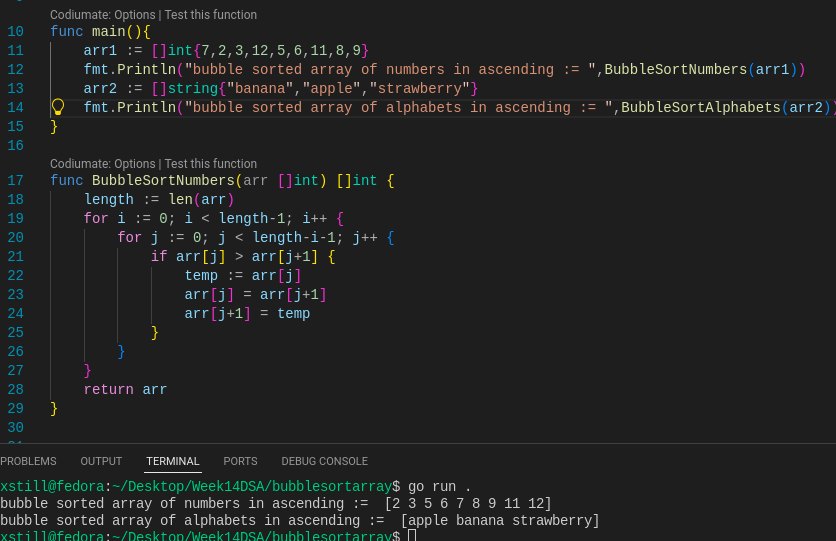 Codiumate: Options | Test this function
10 func main(){
11 arr1 := []int{7,2,3,12,5,6,11,8,9}
12 fmt.Println("bubble sorted array of numbers in ascending := ",BubbleSortNumbers(arr1))
13 arr2 := []string{"banana","apple","strawberry"}
14 fmt.Println("bubble sorted array of alphabets in ascending := ",BubbleSortAlphabets(arr2))
15 }
16
Codiumate: Options | Test this function
17 func BubbleSortNumbers(arr []int) []int {
18 length := len(arr)
19 for i := 0; i < length-1; i++ {
20 for j := 0; j < length-i-1; j++ {
21 if arr[j] > arr[j+1] {
22 temp := arr[j]
23 arr[j] = arr[j+1]
24 arr[j+1] = temp
25 }
26 }
27 }
28 return arr
29 }
30
PROBLEMS OUTPUT TERMINAL PORTS DEBUG CONSOLE
xstill@fedora:~/Desktop/Week14DSA/bubblesortarray$ go run .
bubble sorted array of numbers in ascending :=  [2 3 5 6 7 8 9 11 12]
bubble sorted array of alphabets in ascending :=  [apple banana strawberry]
xstill@fedora:~/Desktop/Week14DSA/bubblesortarray$